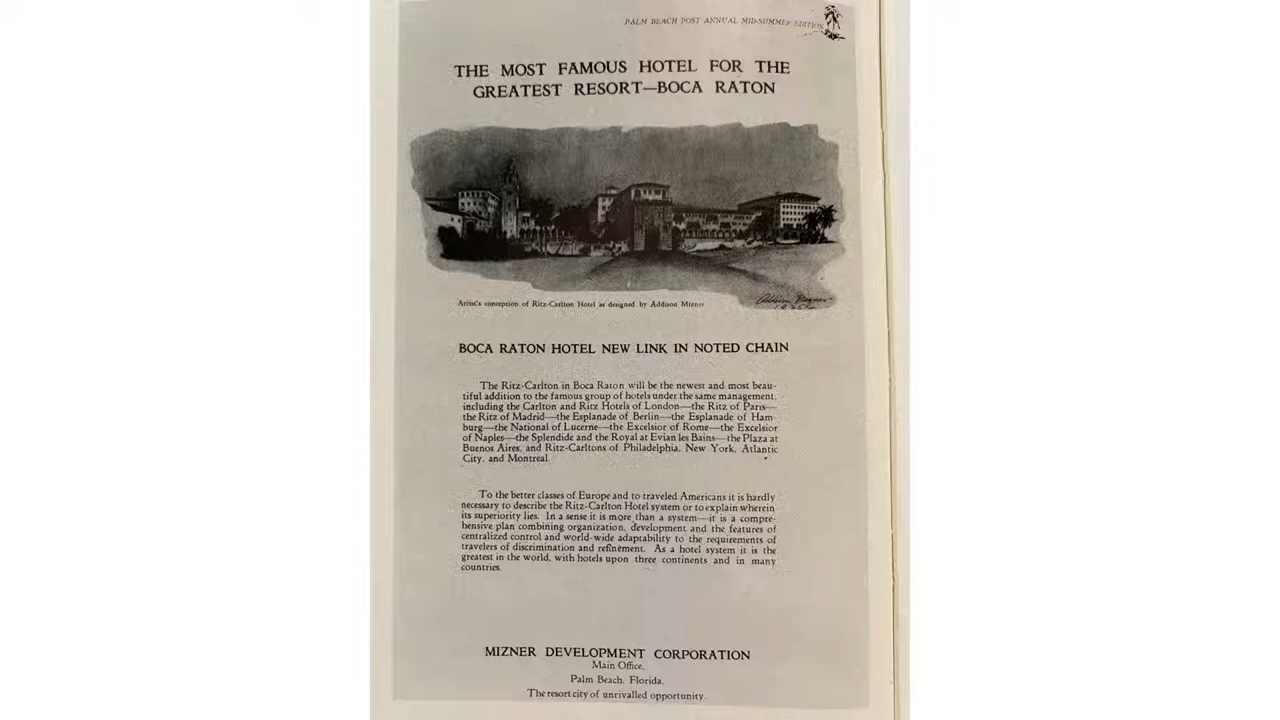 PALM BEACH POST ANNUAL MID-SUMMER EDITION
THE MOST FAMOUS HOTEL FOR THE
GREATEST RESORT—BOCA RATON
Addison Mizner
Artist's conception of Ritz-Carlton Hotel as designed by Addison Mizner
BOCA RATON HOTEL NEW LINK IN NOTED CHAIN
The Ritz-Carlton in Boca Raton will be the newest and most beau-
tiful addition to the famous group of hotels under the same management,
including the Carlton and Ritz Hotels of London—the Ritz of Paris—
the Ritz of Madrid—the Esplanade of Berlin—the Esplanade of Ham-
burg—the National of Lucerne—the Excelsior of Rome—the Excelsior
of Naples—the Splendide and the Royal at Evian les Bains—the Plaza at
Buenos Aires, and Ritz-Carltons of Philadelphia, New York, Atlantic
City, and Montreal.
To the better classes of Europe and to traveled Americans it is hardly
necessary to describe the Ritz-Carlton Hotel system or to explain wherein
its superiority lies. In a sense it is more than a system—it is a compre-
hensive plan combining organization, development and the features of
centralized control and world-wide adaptability to the requirements of
travelers of discrimination and refinement. As a hotel system it is the
greatest in the world, with hotels upon three continents and in many
countries.
MIZNER DEVELOPMENT CORPORATION
Main Office,
Palm Beach, Florida.
The resort city of unrivalled opportunity.